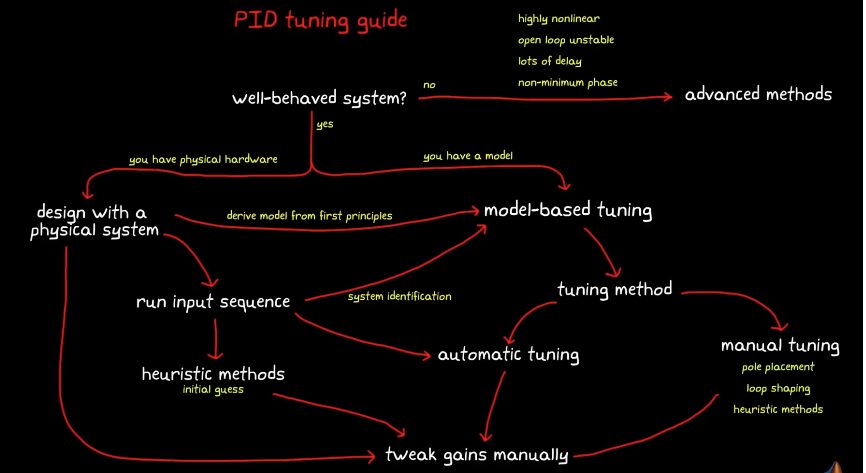 PID tuning guide
highly nonlinear
open loop unstable
lots of delay
non-minimum phase
no
well-behaved system?
advanced methods
yes
you have physical hardware
you have a model
design with a
physical system
derive model from first principles
model-based tuning
run input sequence
system identification
tuning method
heuristic methods
initial guess
automatic tuning
manual tuning
pole placement
loop shaping
heuristic methods
tweak gains manually